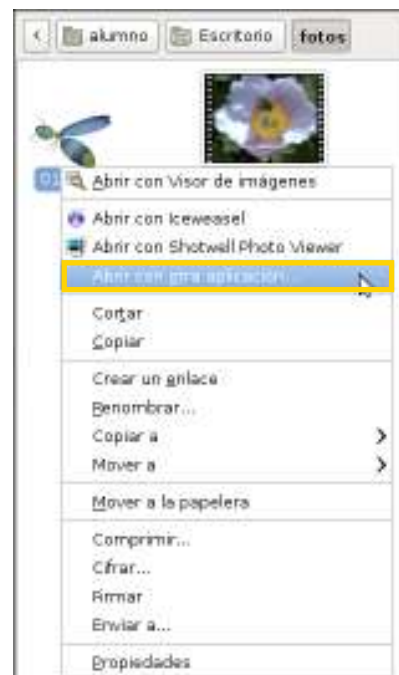 alumno Escritorio fotos
Abrir con Visor de imágenes
Abrir con Iceweasel
Abrir con Shotwell Photo Viewer
Abrir con otra aplicación...
Cortar
Copiar
Crear un enlace
Renombrar...
Copiar a
Mover a
Mover a la papelera
Comprimir...
Cifrar...
Firmar
Enviar a...
Propiedades